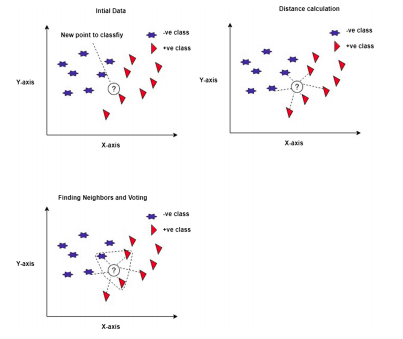 Intial Data
New point to classfiy
-ve class
+ve class
Y-axis
?
X-axis
Distance calculation
-ve class
+ve class
Y-axis
?
X-axis
Finding Neighbors and Voting
-ve class
+ve class
Y-axis
?
X-axis